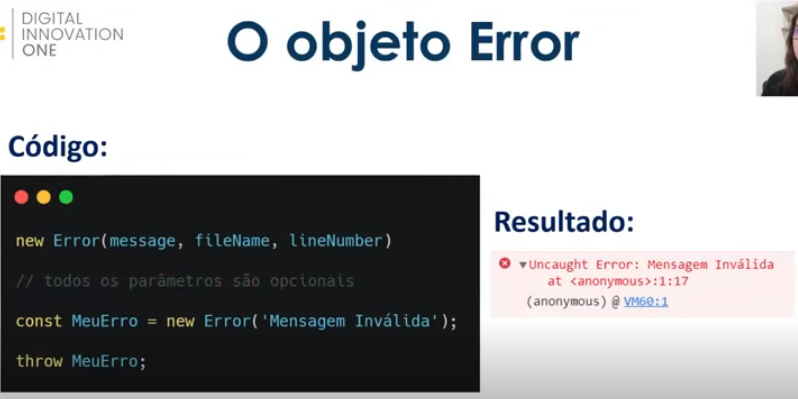 DIGITAL
INNOVATION
ONE
O objeto Error
Código:
new Error(message, fileName, lineNumber)
// todos os parâmetros são opcionais
const MeuErro = new Error('Mensagem Inválida');
throw MeuErro;
Resultado:
Uncaught Error: Mensagem Inválida
at <anonymous>:1:17
(anonymous) @ VM60:1